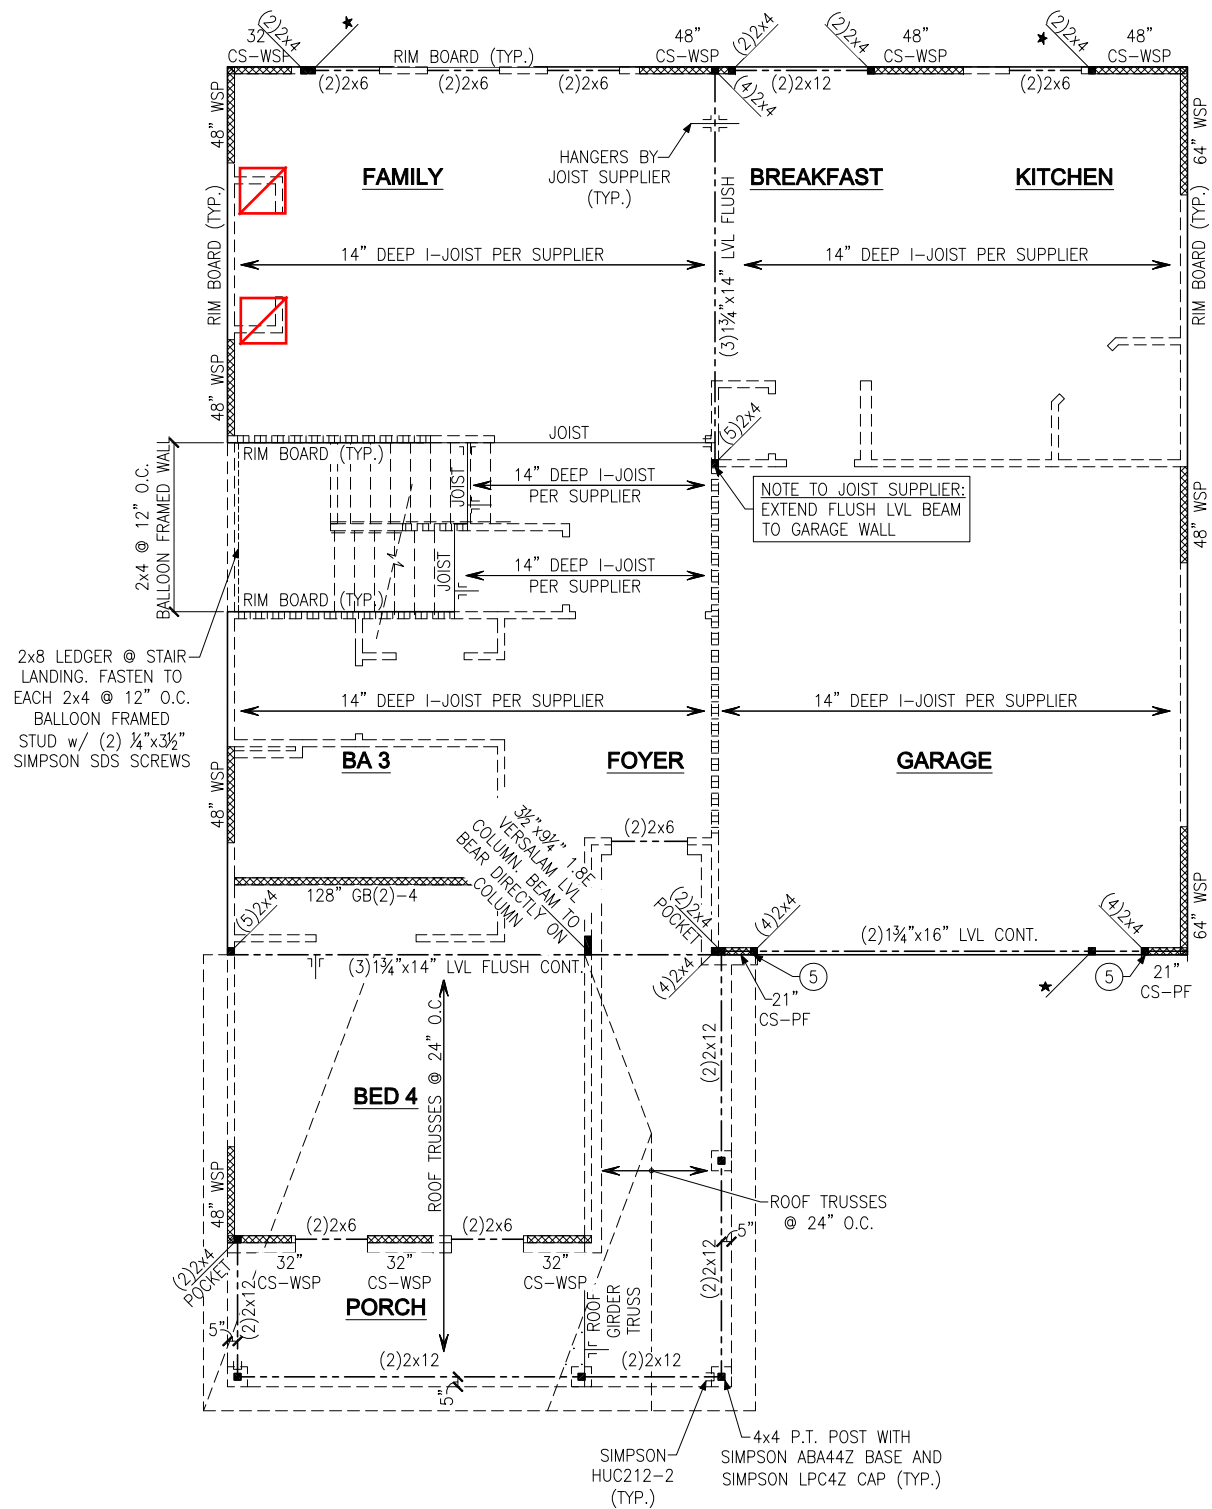 (2)2x4
★
32"
CS-WSP
RIM BOARD (TYP.)
48"
CS-WSP
(2)2x4
(2)2x4
48"
CS-WSP
★
(2)2x4
48"
CS-WSP
(2)2x6
(2)2x6
(2)2x6
(4)2x4
(2)2x12
(2)2x6
48" WSP
64" WSP
HANGERS BY
JOIST SUPPLIER
(TYP.)
FAMILY
BREAKFAST
KITCHEN
RIM BOARD (TYP.)
(3)1¾"x14" LVL FLUSH
RIM BOARD (TYP.)
14" DEEP I-JOIST PER SUPPLIER
14" DEEP I-JOIST PER SUPPLIER
48" WSP
(5)2x4
JOIST
RIM BOARD (TYP.)
2x4 @ 12" O.C.
BALLOON FRAMED WALL
JOIST
14" DEEP I-JOIST
PER SUPPLIER
NOTE TO JOIST SUPPLIER:
EXTEND FLUSH LVL BEAM
TO GARAGE WALL
48" WSP
JOIST
14" DEEP I-JOIST
PER SUPPLIER
RIM BOARD (TYP.)
2x8 LEDGER @ STAIR
LANDING. FASTEN TO
EACH 2x4 @ 12" O.C.
BALLOON FRAMED
STUD w/ (2) ¼"x3½"
SIMPSON SDS SCREWS
14" DEEP I-JOIST PER SUPPLIER
14" DEEP I-JOIST PER SUPPLIER
BA 3
FOYER
GARAGE
48" WSP
3½"x9¼" 1.8E
VERSALAM LVL
COLUMN. BEAM TO
BEAR DIRECTLY ON
COLUMN
(2)2x6
128" GB(2)-4
(5)2x4
(2)2x4
POCKET
(4)2x4
(4)2x4
64" WSP
(2)1¾"x16" LVL CONT.
(3)1¾"x14" LVL FLUSH CONT.
(4)2x4
5
★
5
21"
CS-PF
21"
CS-PF
ROOF TRUSSES @ 24" O.C.
(2)2x12
BED 4
48" WSP
ROOF TRUSSES
@ 24" O.C.
(2)2x6
(2)2x6
5"
(2)2x4
POCKET
32"
CS-WSP
32"
CS-WSP
32"
CS-WSP
(2)2x12
(2)2x12
PORCH
ROOF
GIRDER
TRUSS
5"
(2)2x12
(2)2x12
5"
SIMPSON
HUC212-2
(TYP.)
4x4 P.T. POST WITH
SIMPSON ABA44Z BASE AND
SIMPSON LPC4Z CAP (TYP.)